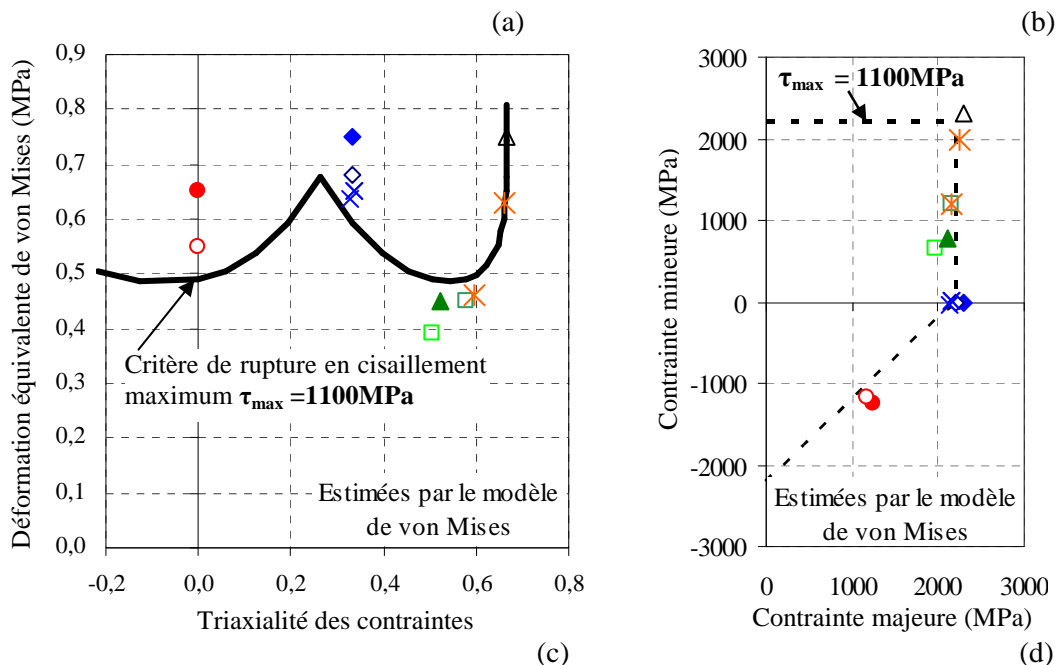 (a)
(b)
Déformation équivalente de von Mises (MPa)
0,9
0,8
0,7
0,6
0,5
0,4
0,3
0,2
0,1
0,0
-0,2
0,0
0,2
0,4
0,6
0,8
Critère de rupture en cisaillement
maximum τmax =1100MPa
Estimées par le modèle
de von Mises
Triaxialité des contraintes
(c)
Contrainte mineure (MPa)
3000
2000
1000
0
-1000
-2000
-3000
τmax = 1100MPa
Estimées par le modèle
de von Mises
0
1000
2000
3000
Contrainte majeure (MPa)
(d)